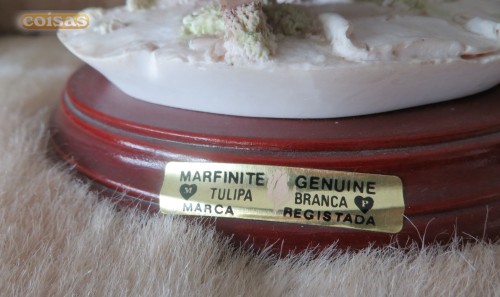 coisas
MARFINITE GENUINE
TULIPA BRANCA
MARCA REGISTADA